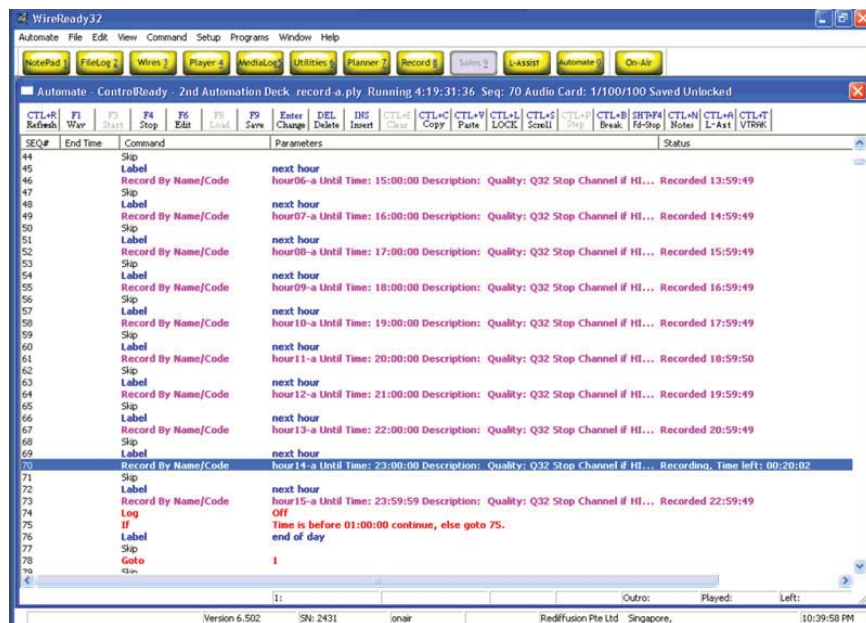 WireReady32
Automate File Edit View Command Setup Programs Window Help
NotePad 1 FileLog 2 Wires 3 Player 4 MediaLog 5 Utilities 6 Planner 7 Record 8 Sales 9 L-Assist Automate 0 On-Air
Automate - ControlReady - 2nd Automation Deck record-a.ply Running 4:19:31:36 Seq: 70 Audio Card: 1/100/100 Saved Unlocked
CTL+R F1 F3 F4 F6 F8 F9 Enter DEL INS CTL+E CTL+C CTL+V CTL+L CTL+S CTL+P CTL+B SHT+F4 CTL+N CTL+A CTL+T
Refresh Wav Start Stop Edit Load Save Change Delete Insert Clear Copy Paste LOCK Scroll Skip Break Fd-Stop Notes L-Ast VTRAK
SEQ# End Time Command Parameters Status
44 Skip
45 Label next hour
46 Record By Name/Code hour06-a Until Time: 15:00:00 Description: Quality: Q32 Stop Channel if HI... Recorded 13:59:49
47 Skip
48 Label next hour
49 Record By Name/Code hour07-a Until Time: 16:00:00 Description: Quality: Q32 Stop Channel if HI... Recorded 14:59:49
50 Skip
51 Label next hour
52 Record By Name/Code hour08-a Until Time: 17:00:00 Description: Quality: Q32 Stop Channel if HI... Recorded 15:59:49
53 Skip
54 Label next hour
55 Record By Name/Code hour09-a Until Time: 18:00:00 Description: Quality: Q32 Stop Channel if HI... Recorded 16:59:49
56 Skip
57 Label next hour
58 Record By Name/Code hour10-a Until Time: 19:00:00 Description: Quality: Q32 Stop Channel if HI... Recorded 17:59:49
59 Skip
60 Label next hour
61 Record By Name/Code hour11-a Until Time: 20:00:00 Description: Quality: Q32 Stop Channel if HI... Recorded 18:59:50
62 Skip
63 Label next hour
64 Record By Name/Code hour12-a Until Time: 21:00:00 Description: Quality: Q32 Stop Channel if HI... Recorded 19:59:49
65 Skip
66 Label next hour
67 Record By Name/Code hour13-a Until Time: 22:00:00 Description: Quality: Q32 Stop Channel if HI... Recorded 20:59:49
68 Skip
69 Label next hour
70 Record By Name/Code hour14-a Until Time: 23:00:00 Description: Quality: Q32 Stop Channel if HI... Recording, Time left: 00:20:02
71 Skip
72 Label next hour
73 Record By Name/Code hour15-a Until Time: 23:59:59 Description: Quality: Q32 Stop Channel if HI... Recorded 22:59:49
74 Log Off
75 If Time is before 01:00:00 continue, else goto 75.
76 Label end of day
77 Skip
78 Goto 1
79 Skip
1: Outro: Played: Left:
Version 6.502 SN: 2431 onair Rediffusion Pte Ltd Singapore, 10:39:58 PM